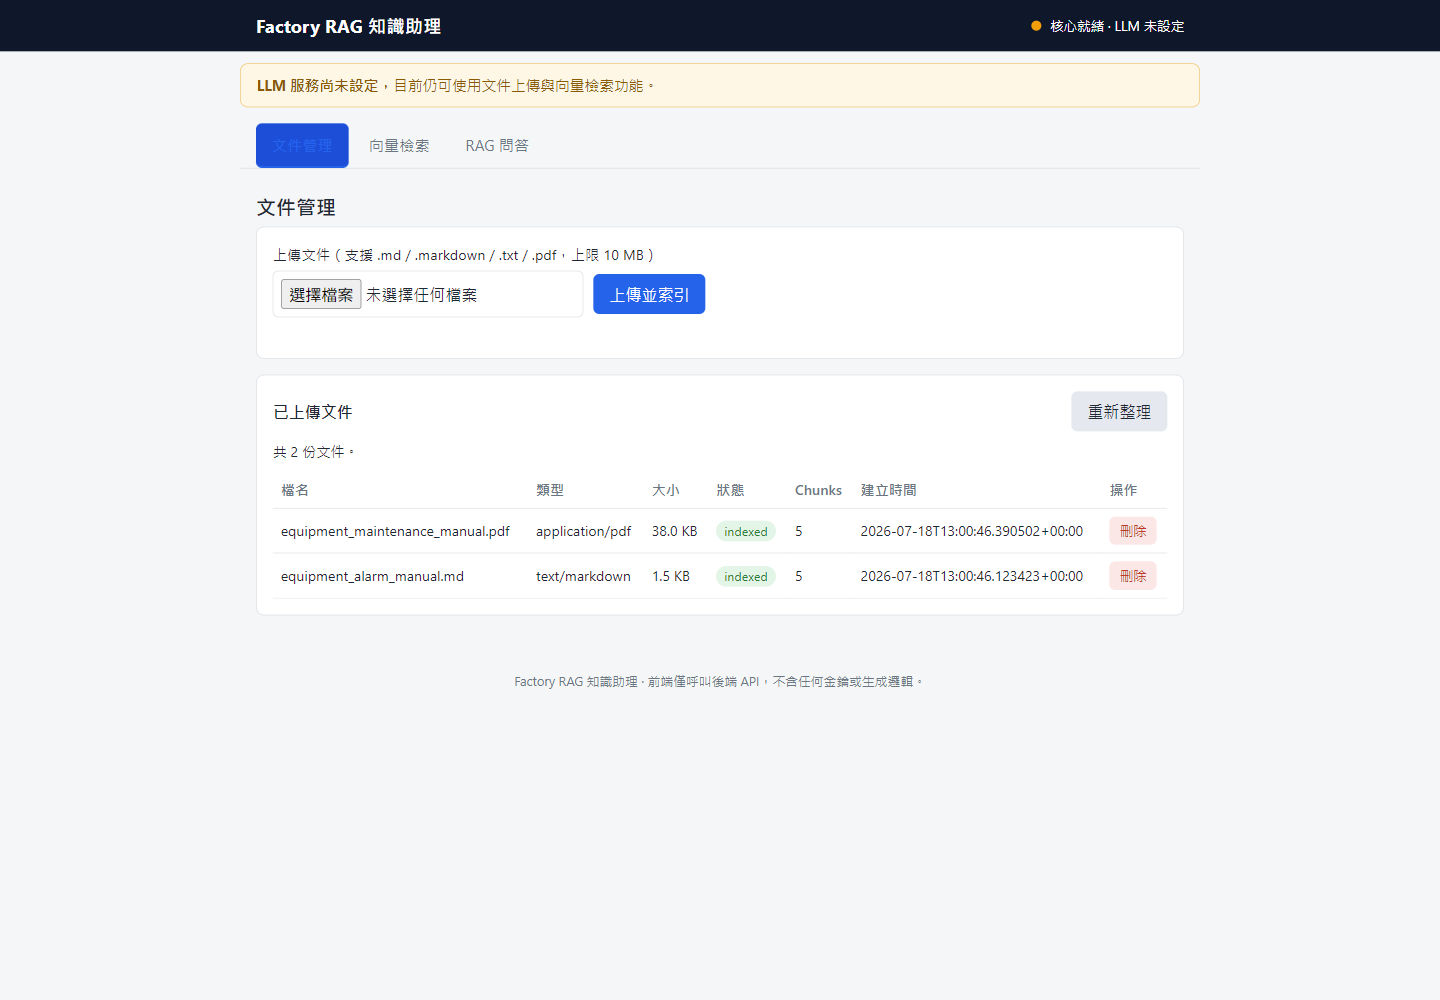 Factory RAG 知識助理
核心就緒 · LLM 未設定
LLM 服務尚未設定，目前仍可使用文件上傳與向量檢索功能。
文件管理 向量檢索 RAG 問答
文件管理
上傳文件（支援 .md / .markdown / .txt / .pdf，上限 10 MB）
選擇檔案 未選擇任何檔案 上傳並索引
已上傳文件 重新整理
共 2 份文件。
檔名 類型 大小 狀態 Chunks 建立時間 操作
equipment_maintenance_manual.pdf application/pdf 38.0 KB indexed 5 2026-07-18T13:00:46.390502+00:00 刪除
equipment_alarm_manual.md text/markdown 1.5 KB indexed 5 2026-07-18T13:00:46.123423+00:00 刪除
Factory RAG 知識助理 · 前端僅呼叫後端 API，不含任何金鑰或生成邏輯。